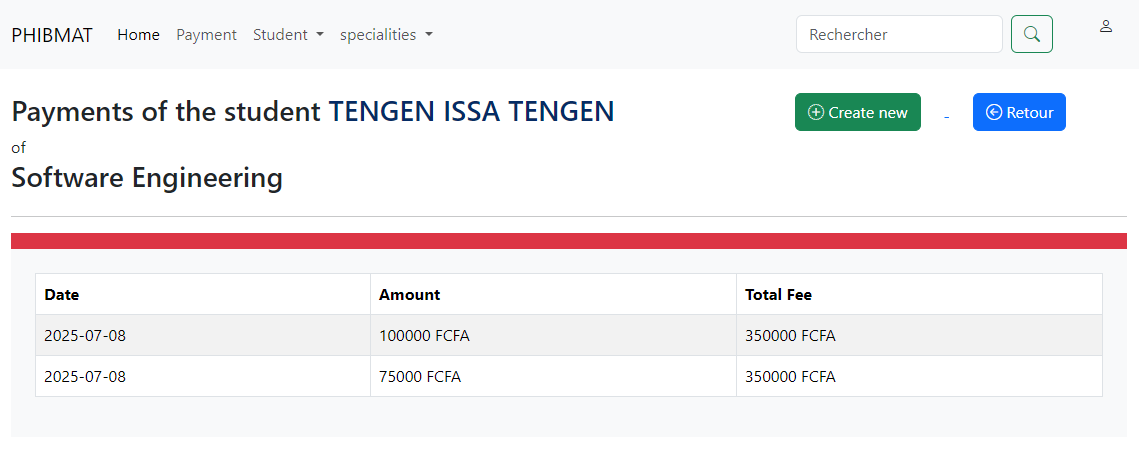 PHIBMAT Home Payment Student specialities Rechercher
Payments of the student TENGEN ISSA TENGEN Create new - Retour
of
Software Engineering
Date Amount Total Fee
2025-07-08 100000 FCFA 350000 FCFA
2025-07-08 75000 FCFA 350000 FCFA